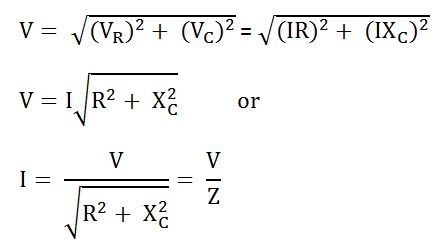 V = √((V_R)² + (V_C)²) = √((IR)² + (IX_C)²)
V = I√(R² + X_C²) or
I = V / √(R² + X_C²) = V / Z